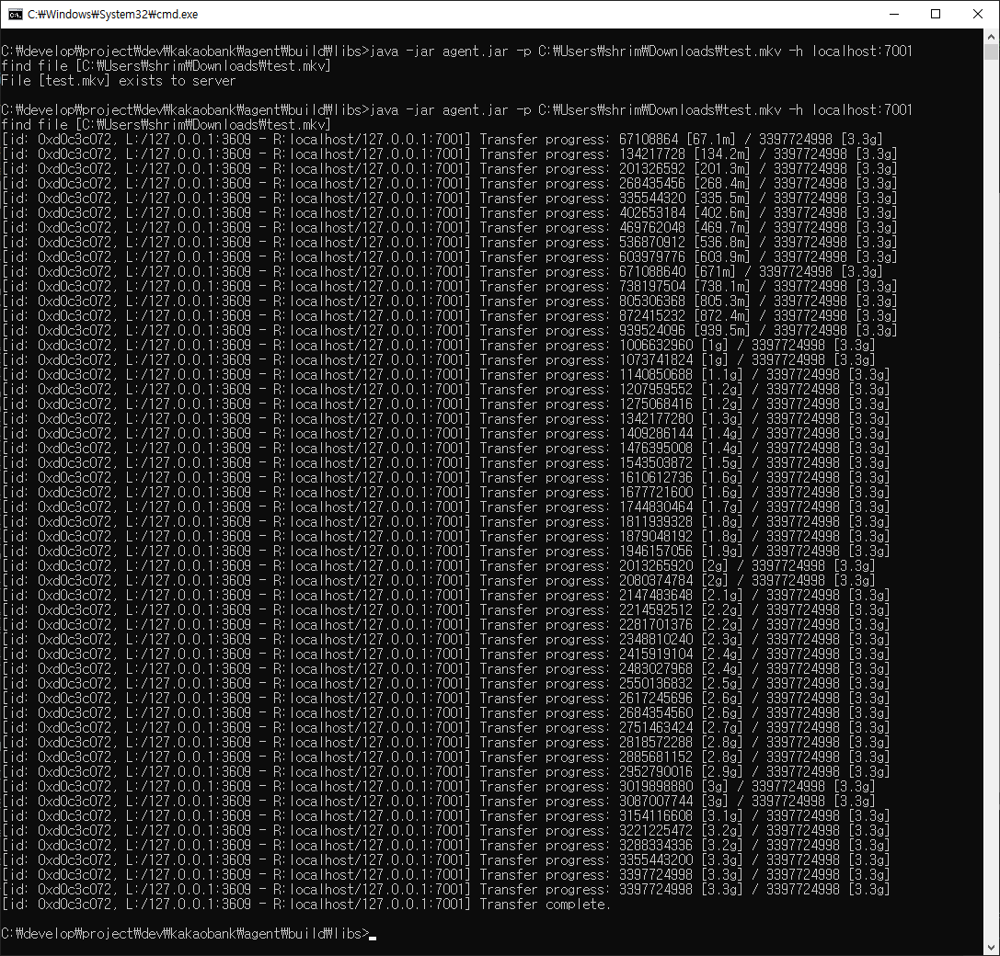 C:\Windows\System32\cmd.exe
C:₩develop₩project₩dev₩kakaobank₩agent₩build₩libs>java -jar agent.jar -p C:₩Users₩shrim₩Downloads₩test.mkv -h localhost:7001
find file [C:₩Users₩shrim₩Downloads₩test.mkv]
File [test.mkv] exists to server
C:₩develop₩project₩dev₩kakaobank₩agent₩build₩libs>java -jar agent.jar -p C:₩Users₩shrim₩Downloads₩test.mkv -h localhost:7001
find file [C:₩Users₩shrim₩Downloads₩test.mkv]
[id: 0xd0c3c072, L:/127.0.0.1:3609 - R:localhost/127.0.0.1:7001] Transfer progress: 67108864 [67.1m] / 3397724998 [3.3g]
[id: 0xd0c3c072, L:/127.0.0.1:3609 - R:localhost/127.0.0.1:7001] Transfer progress: 134217728 [134.2m] / 3397724998 [3.3g]
[id: 0xd0c3c072, L:/127.0.0.1:3609 - R:localhost/127.0.0.1:7001] Transfer progress: 201326592 [201.3m] / 3397724998 [3.3g]
[id: 0xd0c3c072, L:/127.0.0.1:3609 - R:localhost/127.0.0.1:7001] Transfer progress: 268435456 [268.4m] / 3397724998 [3.3g]
[id: 0xd0c3c072, L:/127.0.0.1:3609 - R:localhost/127.0.0.1:7001] Transfer progress: 335544320 [335.5m] / 3397724998 [3.3g]
[id: 0xd0c3c072, L:/127.0.0.1:3609 - R:localhost/127.0.0.1:7001] Transfer progress: 402653184 [402.6m] / 3397724998 [3.3g]
[id: 0xd0c3c072, L:/127.0.0.1:3609 - R:localhost/127.0.0.1:7001] Transfer progress: 469762048 [469.7m] / 3397724998 [3.3g]
[id: 0xd0c3c072, L:/127.0.0.1:3609 - R:localhost/127.0.0.1:7001] Transfer progress: 536870912 [536.8m] / 3397724998 [3.3g]
[id: 0xd0c3c072, L:/127.0.0.1:3609 - R:localhost/127.0.0.1:7001] Transfer progress: 603979776 [603.9m] / 3397724998 [3.3g]
[id: 0xd0c3c072, L:/127.0.0.1:3609 - R:localhost/127.0.0.1:7001] Transfer progress: 671088640 [671m] / 3397724998 [3.3g]
[id: 0xd0c3c072, L:/127.0.0.1:3609 - R:localhost/127.0.0.1:7001] Transfer progress: 738197504 [738.1m] / 3397724998 [3.3g]
[id: 0xd0c3c072, L:/127.0.0.1:3609 - R:localhost/127.0.0.1:7001] Transfer progress: 805306368 [805.3m] / 3397724998 [3.3g]
[id: 0xd0c3c072, L:/127.0.0.1:3609 - R:localhost/127.0.0.1:7001] Transfer progress: 872415232 [872.4m] / 3397724998 [3.3g]
[id: 0xd0c3c072, L:/127.0.0.1:3609 - R:localhost/127.0.0.1:7001] Transfer progress: 939524096 [939.5m] / 3397724998 [3.3g]
[id: 0xd0c3c072, L:/127.0.0.1:3609 - R:localhost/127.0.0.1:7001] Transfer progress: 1006632960 [1g] / 3397724998 [3.3g]
[id: 0xd0c3c072, L:/127.0.0.1:3609 - R:localhost/127.0.0.1:7001] Transfer progress: 1073741824 [1g] / 3397724998 [3.3g]
[id: 0xd0c3c072, L:/127.0.0.1:3609 - R:localhost/127.0.0.1:7001] Transfer progress: 1140850688 [1.1g] / 3397724998 [3.3g]
[id: 0xd0c3c072, L:/127.0.0.1:3609 - R:localhost/127.0.0.1:7001] Transfer progress: 1207959552 [1.2g] / 3397724998 [3.3g]
[id: 0xd0c3c072, L:/127.0.0.1:3609 - R:localhost/127.0.0.1:7001] Transfer progress: 1275068416 [1.2g] / 3397724998 [3.3g]
[id: 0xd0c3c072, L:/127.0.0.1:3609 - R:localhost/127.0.0.1:7001] Transfer progress: 1342177280 [1.3g] / 3397724998 [3.3g]
[id: 0xd0c3c072, L:/127.0.0.1:3609 - R:localhost/127.0.0.1:7001] Transfer progress: 1409286144 [1.4g] / 3397724998 [3.3g]
[id: 0xd0c3c072, L:/127.0.0.1:3609 - R:localhost/127.0.0.1:7001] Transfer progress: 1476395008 [1.4g] / 3397724998 [3.3g]
[id: 0xd0c3c072, L:/127.0.0.1:3609 - R:localhost/127.0.0.1:7001] Transfer progress: 1543503872 [1.5g] / 3397724998 [3.3g]
[id: 0xd0c3c072, L:/127.0.0.1:3609 - R:localhost/127.0.0.1:7001] Transfer progress: 1610612736 [1.6g] / 3397724998 [3.3g]
[id: 0xd0c3c072, L:/127.0.0.1:3609 - R:localhost/127.0.0.1:7001] Transfer progress: 1677721600 [1.6g] / 3397724998 [3.3g]
[id: 0xd0c3c072, L:/127.0.0.1:3609 - R:localhost/127.0.0.1:7001] Transfer progress: 1744830464 [1.7g] / 3397724998 [3.3g]
[id: 0xd0c3c072, L:/127.0.0.1:3609 - R:localhost/127.0.0.1:7001] Transfer progress: 1811939328 [1.8g] / 3397724998 [3.3g]
[id: 0xd0c3c072, L:/127.0.0.1:3609 - R:localhost/127.0.0.1:7001] Transfer progress: 1879048192 [1.8g] / 3397724998 [3.3g]
[id: 0xd0c3c072, L:/127.0.0.1:3609 - R:localhost/127.0.0.1:7001] Transfer progress: 1946157056 [1.9g] / 3397724998 [3.3g]
[id: 0xd0c3c072, L:/127.0.0.1:3609 - R:localhost/127.0.0.1:7001] Transfer progress: 2013265920 [2g] / 3397724998 [3.3g]
[id: 0xd0c3c072, L:/127.0.0.1:3609 - R:localhost/127.0.0.1:7001] Transfer progress: 2080374784 [2g] / 3397724998 [3.3g]
[id: 0xd0c3c072, L:/127.0.0.1:3609 - R:localhost/127.0.0.1:7001] Transfer progress: 2147483648 [2.1g] / 3397724998 [3.3g]
[id: 0xd0c3c072, L:/127.0.0.1:3609 - R:localhost/127.0.0.1:7001] Transfer progress: 2214592512 [2.2g] / 3397724998 [3.3g]
[id: 0xd0c3c072, L:/127.0.0.1:3609 - R:localhost/127.0.0.1:7001] Transfer progress: 2281701376 [2.2g] / 3397724998 [3.3g]
[id: 0xd0c3c072, L:/127.0.0.1:3609 - R:localhost/127.0.0.1:7001] Transfer progress: 2348810240 [2.3g] / 3397724998 [3.3g]
[id: 0xd0c3c072, L:/127.0.0.1:3609 - R:localhost/127.0.0.1:7001] Transfer progress: 2415919104 [2.4g] / 3397724998 [3.3g]
[id: 0xd0c3c072, L:/127.0.0.1:3609 - R:localhost/127.0.0.1:7001] Transfer progress: 2483027968 [2.4g] / 3397724998 [3.3g]
[id: 0xd0c3c072, L:/127.0.0.1:3609 - R:localhost/127.0.0.1:7001] Transfer progress: 2550136832 [2.5g] / 3397724998 [3.3g]
[id: 0xd0c3c072, L:/127.0.0.1:3609 - R:localhost/127.0.0.1:7001] Transfer progress: 2617245696 [2.6g] / 3397724998 [3.3g]
[id: 0xd0c3c072, L:/127.0.0.1:3609 - R:localhost/127.0.0.1:7001] Transfer progress: 2684354560 [2.6g] / 3397724998 [3.3g]
[id: 0xd0c3c072, L:/127.0.0.1:3609 - R:localhost/127.0.0.1:7001] Transfer progress: 2751463424 [2.7g] / 3397724998 [3.3g]
[id: 0xd0c3c072, L:/127.0.0.1:3609 - R:localhost/127.0.0.1:7001] Transfer progress: 2818572288 [2.8g] / 3397724998 [3.3g]
[id: 0xd0c3c072, L:/127.0.0.1:3609 - R:localhost/127.0.0.1:7001] Transfer progress: 2885681152 [2.8g] / 3397724998 [3.3g]
[id: 0xd0c3c072, L:/127.0.0.1:3609 - R:localhost/127.0.0.1:7001] Transfer progress: 2952790016 [2.9g] / 3397724998 [3.3g]
[id: 0xd0c3c072, L:/127.0.0.1:3609 - R:localhost/127.0.0.1:7001] Transfer progress: 3019898880 [3g] / 3397724998 [3.3g]
[id: 0xd0c3c072, L:/127.0.0.1:3609 - R:localhost/127.0.0.1:7001] Transfer progress: 3087007744 [3g] / 3397724998 [3.3g]
[id: 0xd0c3c072, L:/127.0.0.1:3609 - R:localhost/127.0.0.1:7001] Transfer progress: 3154116608 [3.1g] / 3397724998 [3.3g]
[id: 0xd0c3c072, L:/127.0.0.1:3609 - R:localhost/127.0.0.1:7001] Transfer progress: 3221225472 [3.2g] / 3397724998 [3.3g]
[id: 0xd0c3c072, L:/127.0.0.1:3609 - R:localhost/127.0.0.1:7001] Transfer progress: 3288334336 [3.2g] / 3397724998 [3.3g]
[id: 0xd0c3c072, L:/127.0.0.1:3609 - R:localhost/127.0.0.1:7001] Transfer progress: 3355443200 [3.3g] / 3397724998 [3.3g]
[id: 0xd0c3c072, L:/127.0.0.1:3609 - R:localhost/127.0.0.1:7001] Transfer progress: 3397724998 [3.3g] / 3397724998 [3.3g]
[id: 0xd0c3c072, L:/127.0.0.1:3609 - R:localhost/127.0.0.1:7001] Transfer progress: 3397724998 [3.3g] / 3397724998 [3.3g]
[id: 0xd0c3c072, L:/127.0.0.1:3609 - R:localhost/127.0.0.1:7001] Transfer complete.
C:₩develop₩project₩dev₩kakaobank₩agent₩build₩libs>